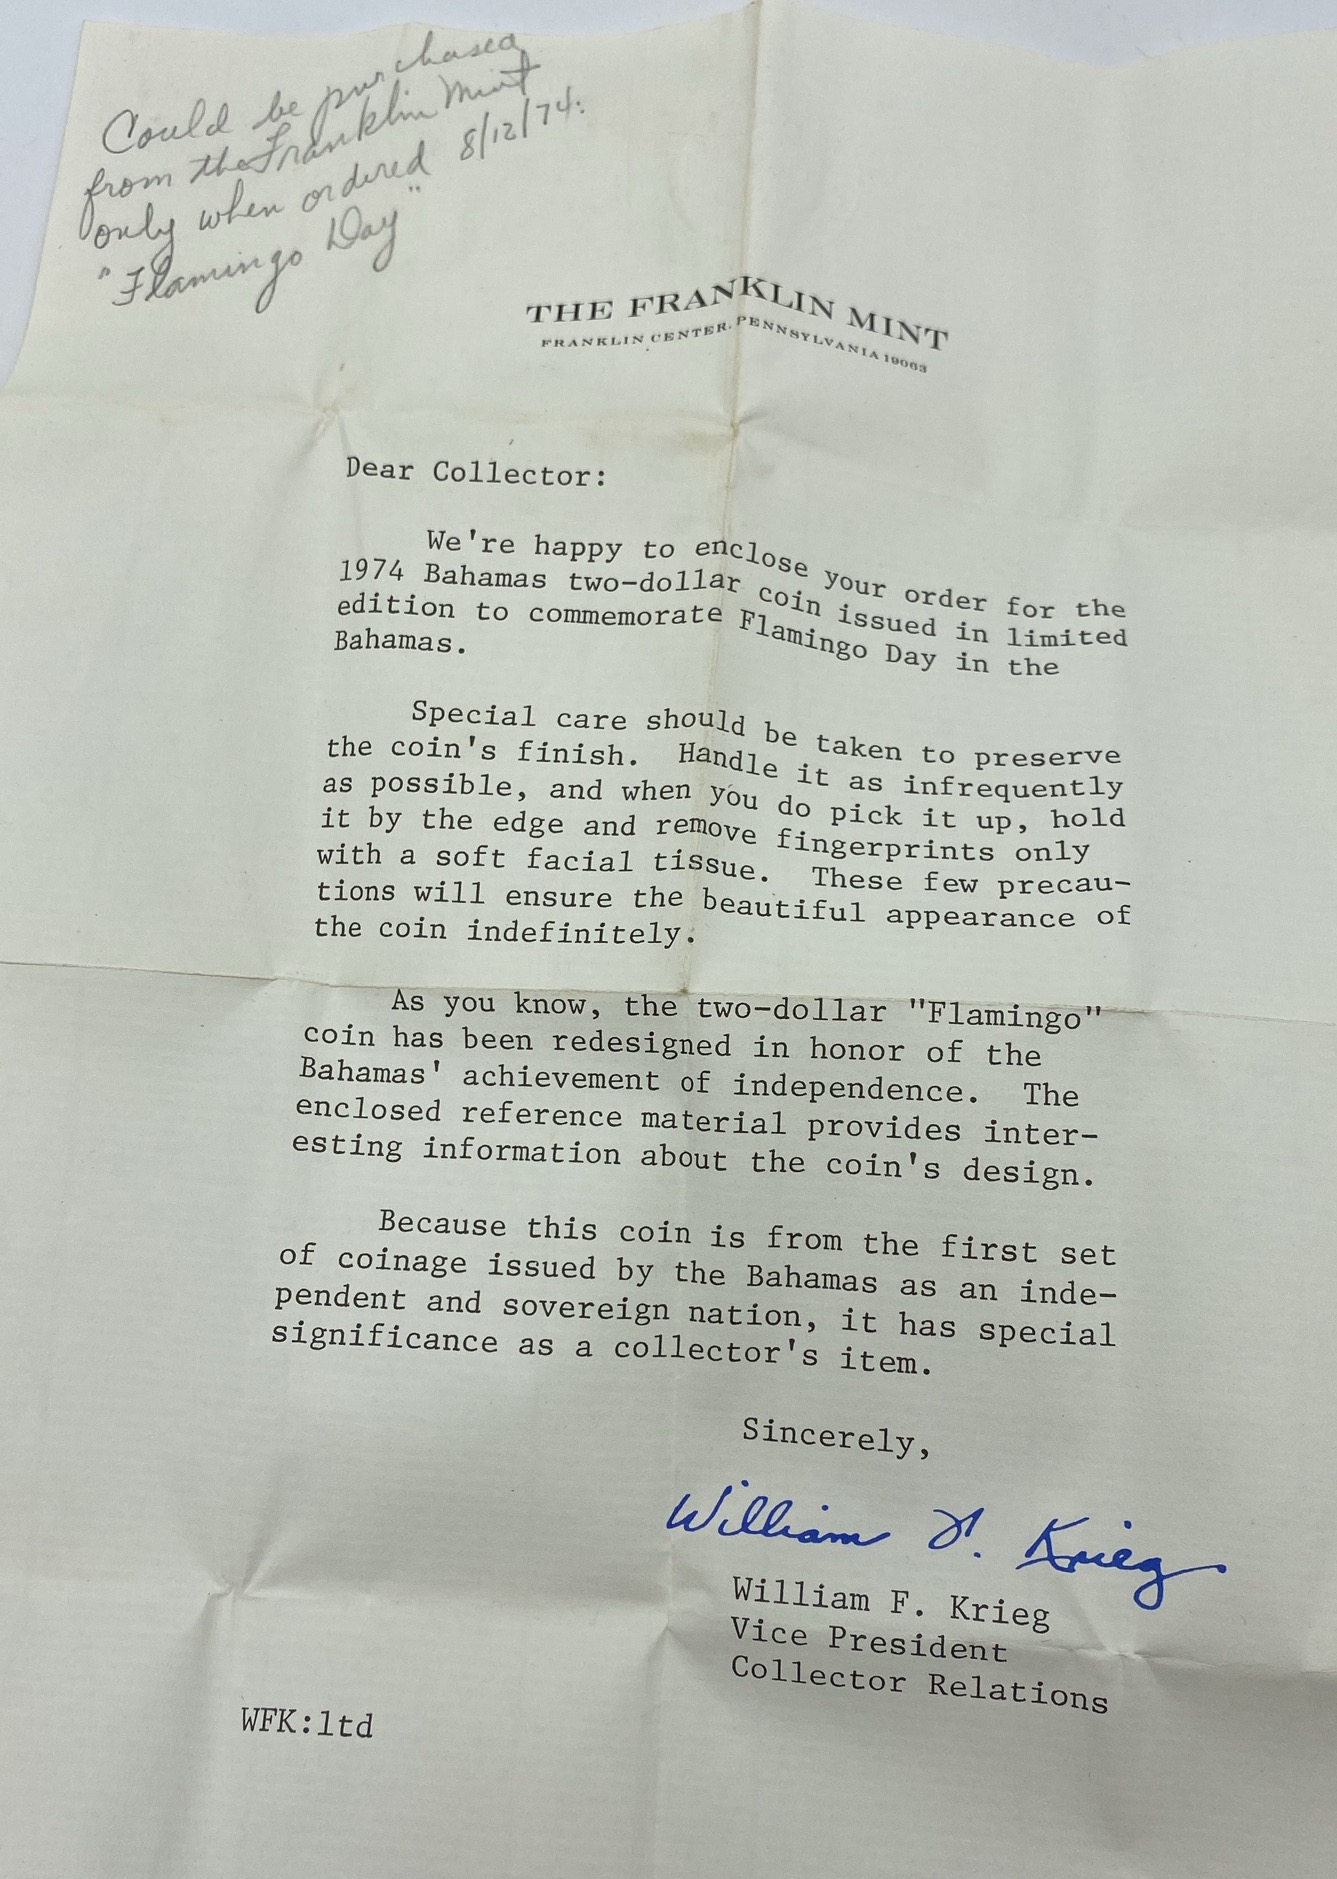 Could be purchased
from the Franklin Mint
only when ordered 8/12/74.
"Flamingo Day"
THE FRANKLIN MINT
FRANKLIN CENTER, PENNSYLVANIA 19063
Dear Collector:
We're happy to enclose your order for the
1974 Bahamas two-dollar coin issued in limited
edition to commemorate Flamingo Day in the
Bahamas.
Special care should be taken to preserve
the coin's finish. Handle it as infrequently
as possible, and when you do pick it up, hold
it by the edge and remove fingerprints only
with a soft facial tissue. These few precau-
tions will ensure the beautiful appearance of
the coin indefinitely.
As you know, the two-dollar "Flamingo"
coin has been redesigned in honor of the
Bahamas' achievement of independence. The
enclosed reference material provides inter-
esting information about the coin's design.
Because this coin is from the first set
of coinage issued by the Bahamas as an inde-
pendent and sovereign nation, it has special
significance as a collector's item.
Sincerely,
William F. Krieg
William F. Krieg
Vice President
Collector Relations
WFK:ltd